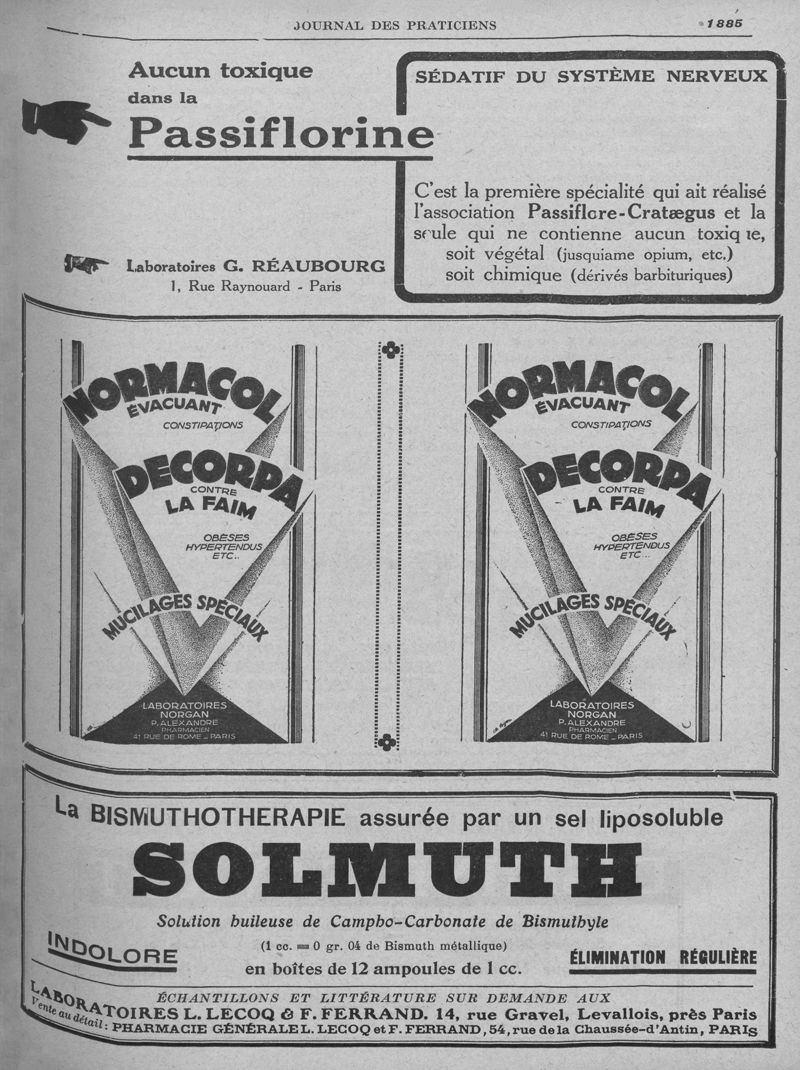 JOURNAL DES PRATICIENS
1885
Aucun toxique
dans la
Passiflorine
Laboratoires G. RÉAUBOURG
1, Rue Raynouard - Paris
SÉDATIF DU SYSTÈME NERVEUX
C'est la première spécialité qui ait réalisé
l'association Passiflore-Cratægus et la
seule qui ne contienne aucun toxique,
soit végétal (jusquiame opium, etc.)
soit chimique (dérivés barbituriques)
NORMACOL
ÉVACUANT
CONSTIPATIONS
DECORPA
CONTRE
LA FAIM
OBÈSES
HYPERTENDUS
ETC..
MUCILAGES SPÉCIAUX
LABORATOIRES
NORGAN
P. ALEXANDRE
PHARMACIEN
41 RUE DE ROME _ PARIS
NORMACOL
ÉVACUANT
CONSTIPATIONS
DECORPA
CONTRE
LA FAIM
OBÈSES
HYPERTENDUS
ETC...
MUCILAGES SPÉCIAUX
LABORATOIRES
NORGAN
P. ALEXANDRE
PHARMACIEN
41 RUE DE ROME _ PARIS
La BISMUTHOTHERAPIE assurée par un sel liposoluble
SOLMUTH
Solution huileuse de Campho-Carbonate de Bismuthyle
INDOLORE
(1 cc. = 0 gr. 04 de Bismuth métallique)
en boîtes de 12 ampoules de 1 cc.
ÉLIMINATION RÉGULIÈRE
ÉCHANTILLONS ET LITTÉRATURE SUR DEMANDE AUX
LABORATOIRES L. LECOQ & F. FERRAND. 14, rue Gravel, Levallois, près Paris
Vente au détail : PHARMACIE GÉNÉRALE L. LECOQ et F. FERRAND, 54, rue de la Chaussée-d'Antin, PARIS